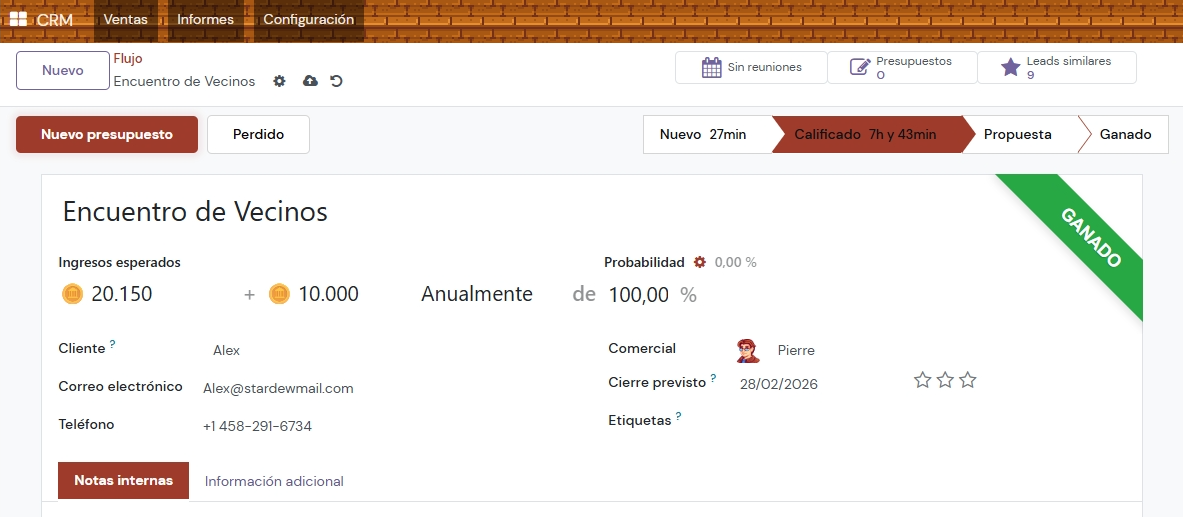 CRM Ventas Informes Configuración
Nuevo
Flujo
Encuentro de Vecinos
Sin reuniones
Presupuestos
0
Leads similares
9
Nuevo presupuesto Perdido
Nuevo 27min Calificado 7h y 43min Propuesta Ganado
GANADO
Encuentro de Vecinos
Ingresos esperados
20.150 + 10.000 Anualmente
Probabilidad 0,00 %
de 100,00 %
Cliente ? Alex
Correo electrónico Alex@stardewmail.com
Teléfono +1 458-291-6734
Comercial Pierre
Cierre previsto ? 28/02/2026
Etiquetas ?
Notas internas Información adicional